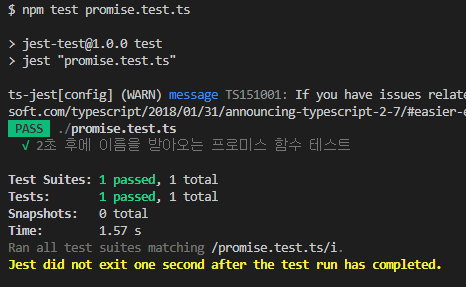 $ npm test promise.test.ts
> jest-test@1.0.0 test
> jest "promise.test.ts"
ts-jest[config] (WARN) message TS151001: If you have issues relate
soft.com/typescript/2018/01/31/announcing-typescript-2-7/#easier-e
PASS ./promise.test.ts
√ 2초 후에 이름을 받아오는 프로미스 함수 테스트
Test Suites: 1 passed, 1 total
Tests: 1 passed, 1 total
Snapshots: 0 total
Time: 1.57 s
Ran all test suites matching /promise.test.ts/i.
Jest did not exit one second after the test run has completed.